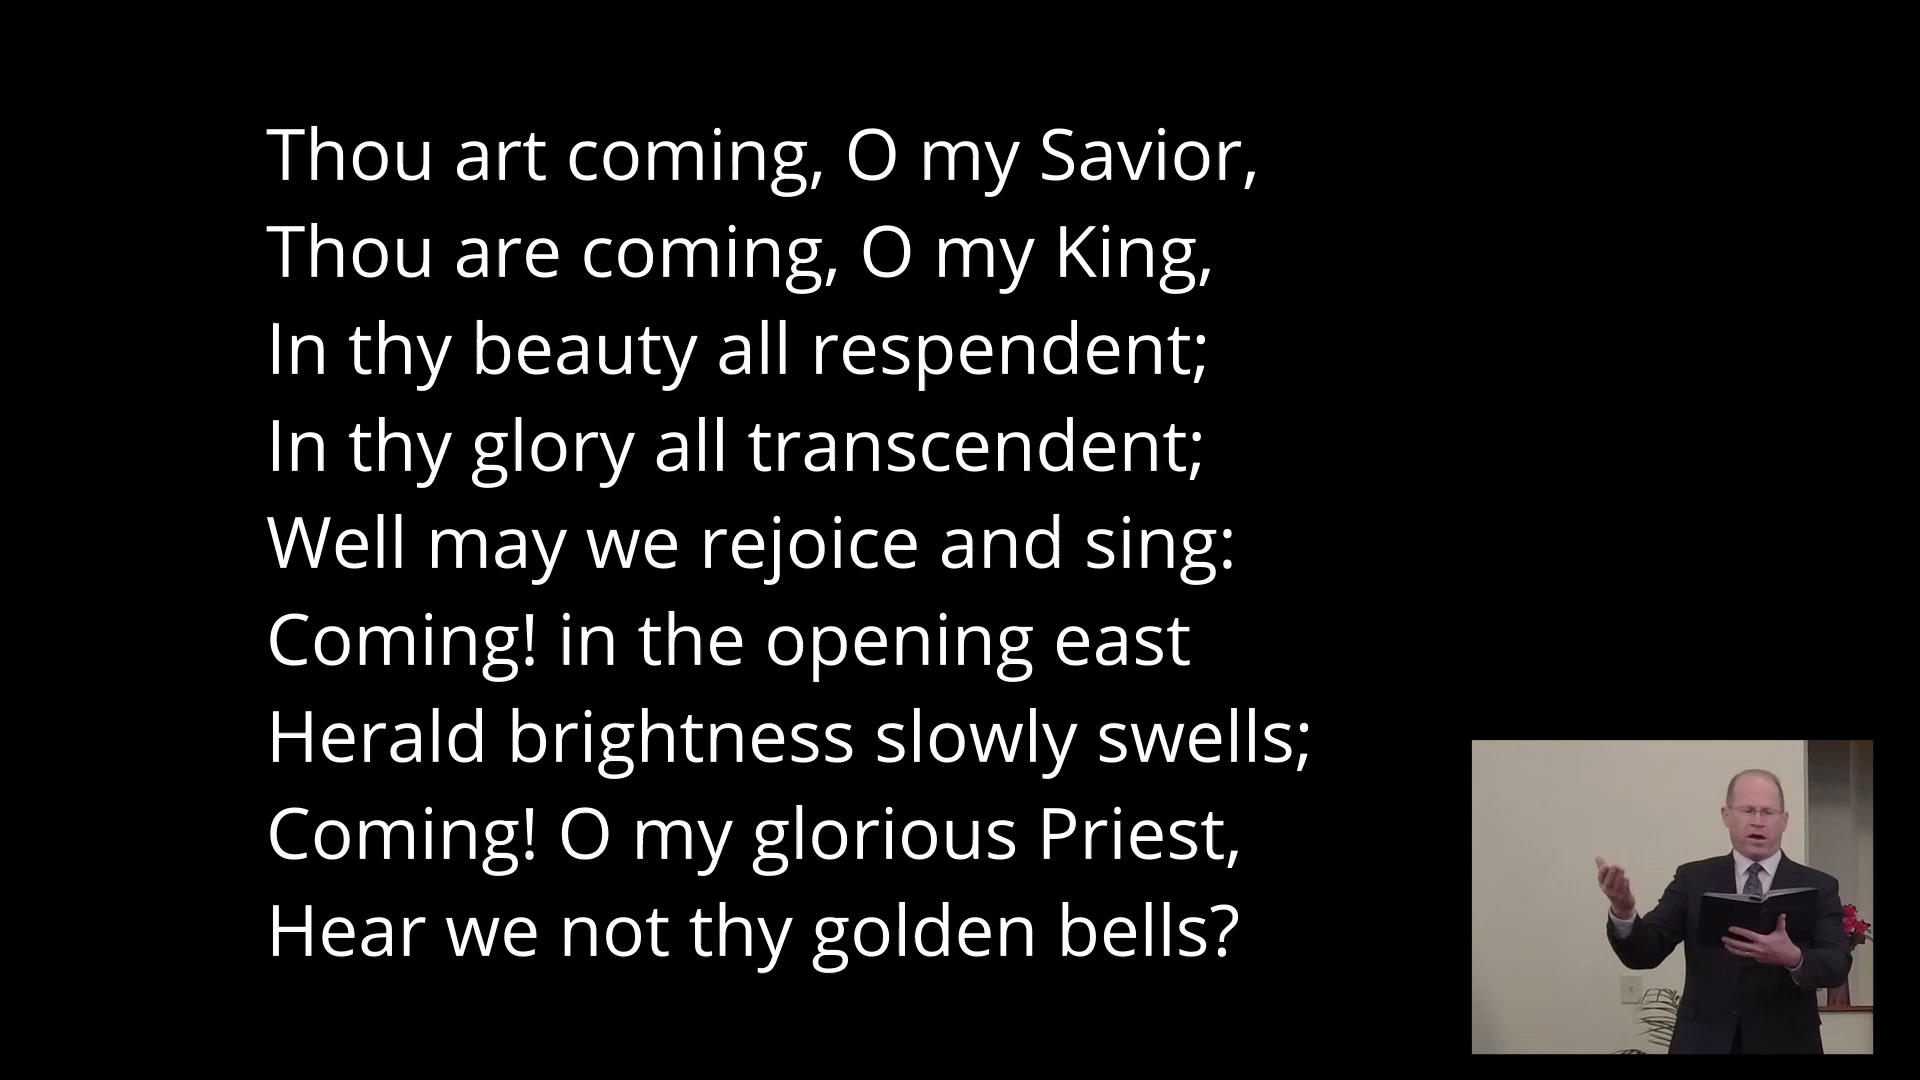 Thou art coming, O my Savior,
Thou are coming, O my King,
In thy beauty all respendent;
In thy glory all transcendent;
Well may we rejoice and sing:
Coming! in the opening east
Herald brightness slowly swells;
Coming! O my glorious Priest,
Hear we not thy golden bells?